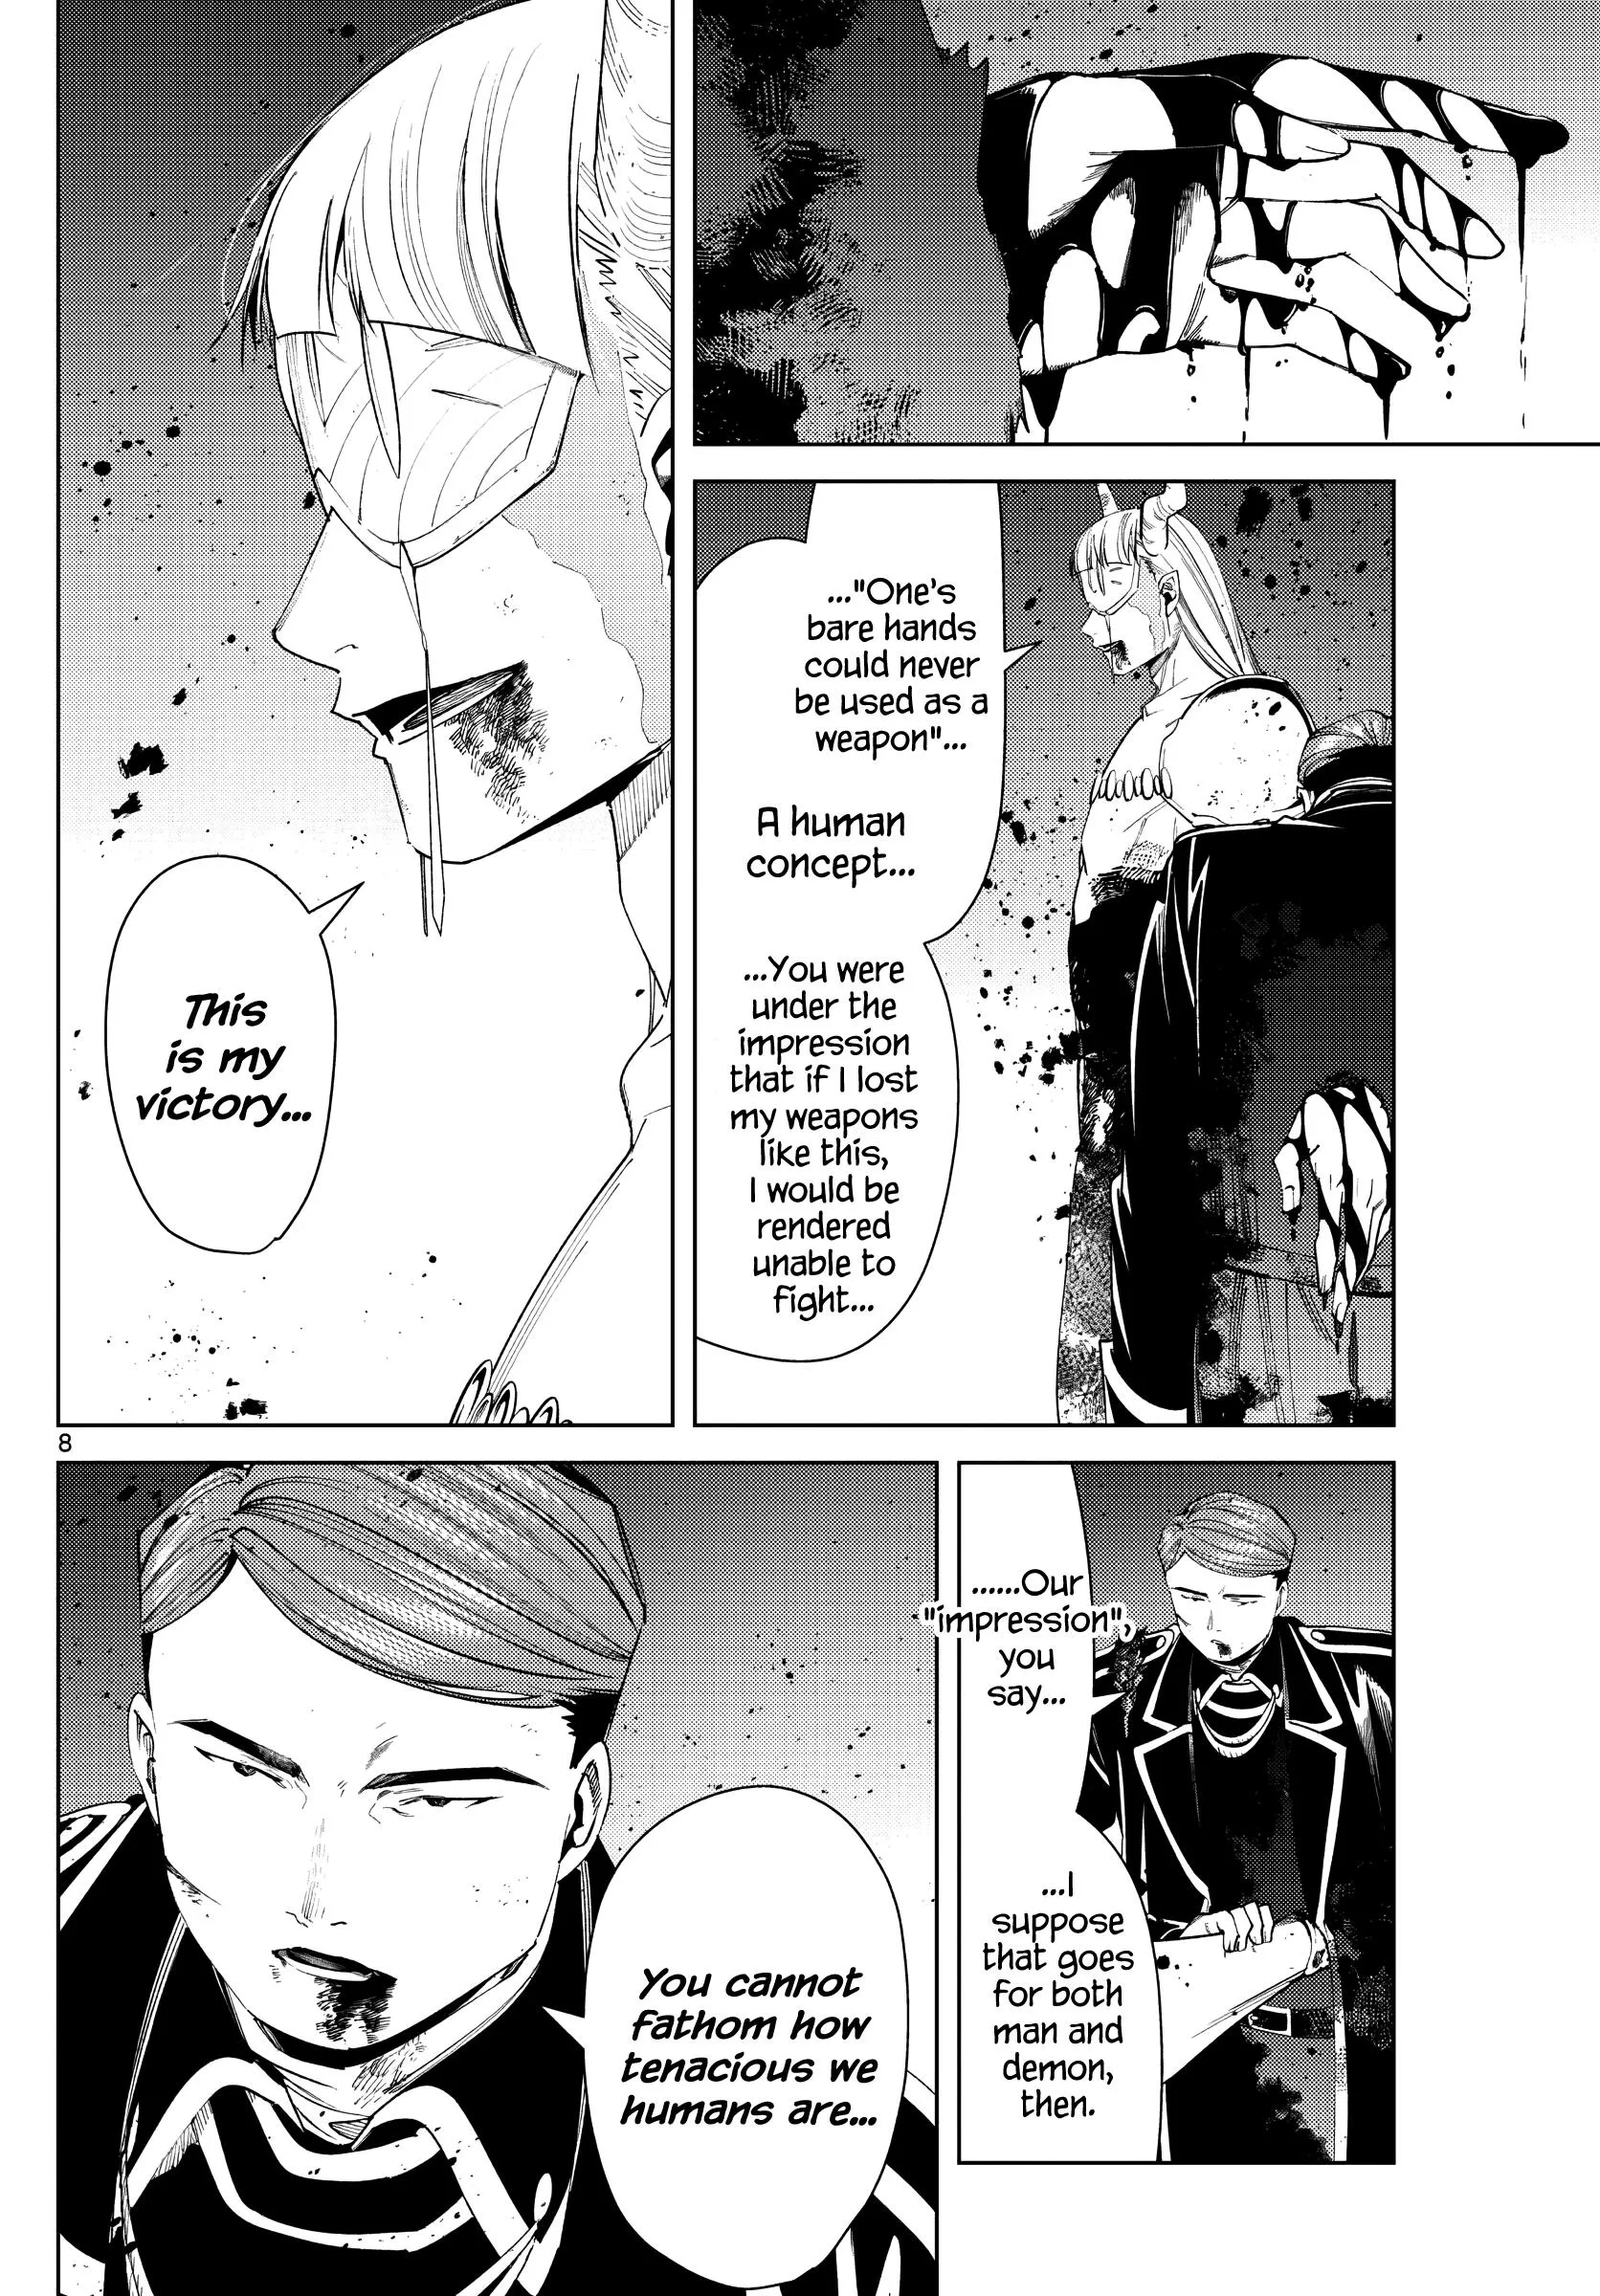 ..."One's
bare hands
could never
be used as a
weapon"...
A human
concept...
...You were
under the
impression
that if I lost
my weapons
like this,
I would be
rendered
unable to
fight...
This
is my
victory...
8
......Our
"impression",
you
say...
...I
suppose
that goes
for both
man and
demon,
then.
You cannot
fathom how
tenacious we
humans are...